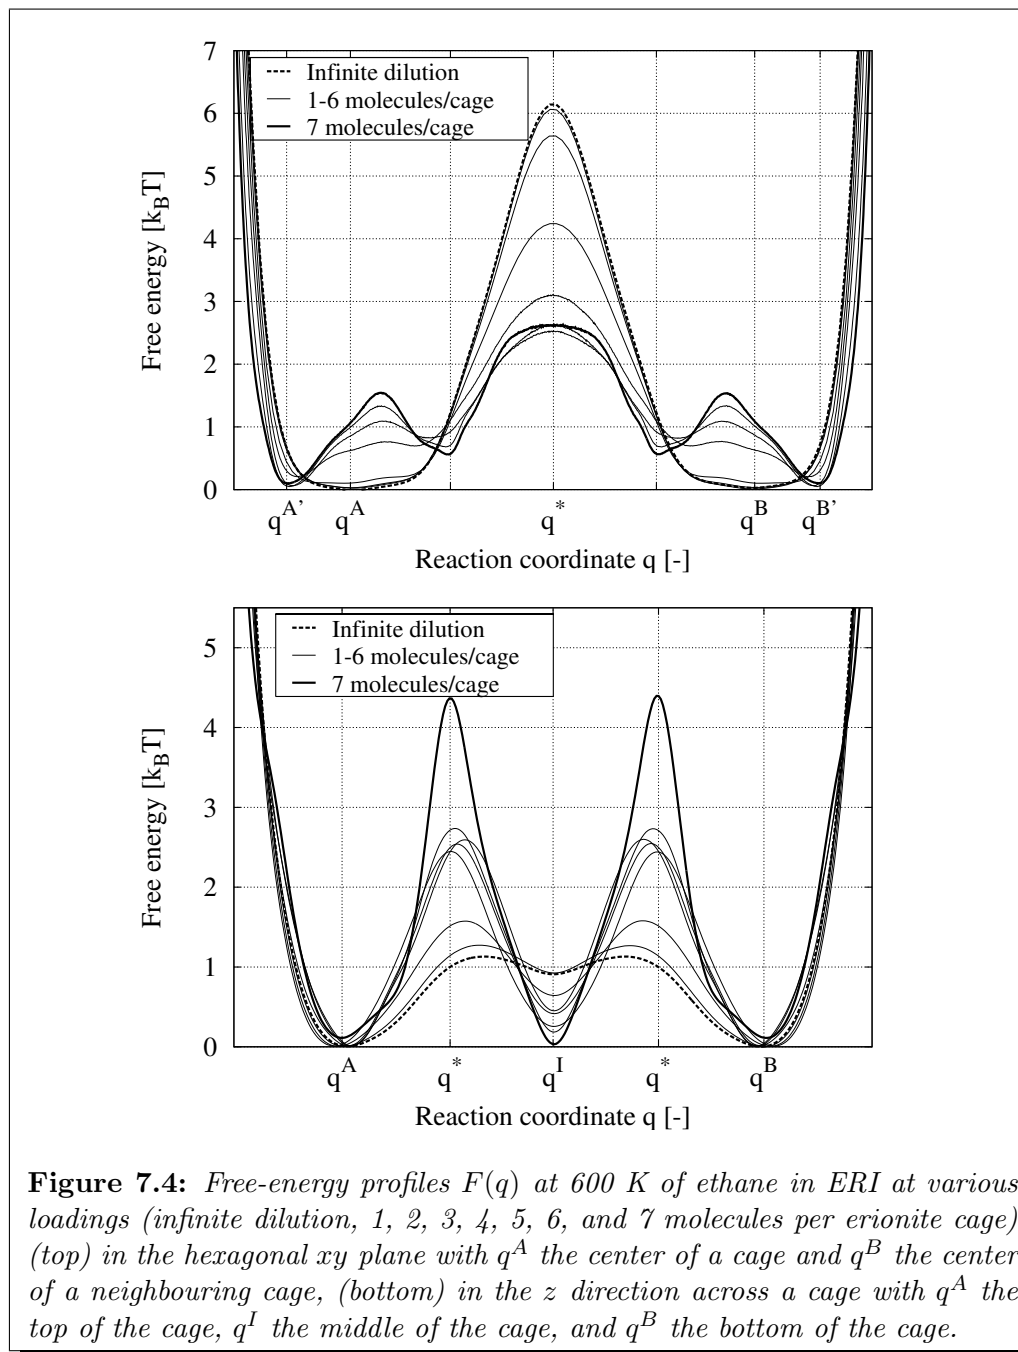 7
6
5
4
3
2
1
0
Free energy [k_BT]
Infinite dilution
1-6 molecules/cage
7 molecules/cage
q^A' q^A q^* q^B q^B'
Reaction coordinate q [-]
5
4
3
2
1
0
Free energy [k_BT]
Infinite dilution
1-6 molecules/cage
7 molecules/cage
q^A q^* q^I q^* q^B
Reaction coordinate q [-]
Figure 7.4: Free-energy profiles F(q) at 600 K of ethane in ERI at various
loadings (infinite dilution, 1, 2, 3, 4, 5, 6, and 7 molecules per erionite cage)
(top) in the hexagonal xy plane with q^A the center of a cage and q^B the center
of a neighbouring cage, (bottom) in the z direction across a cage with q^A the
top of the cage, q^I the middle of the cage, and q^B the bottom of the cage.